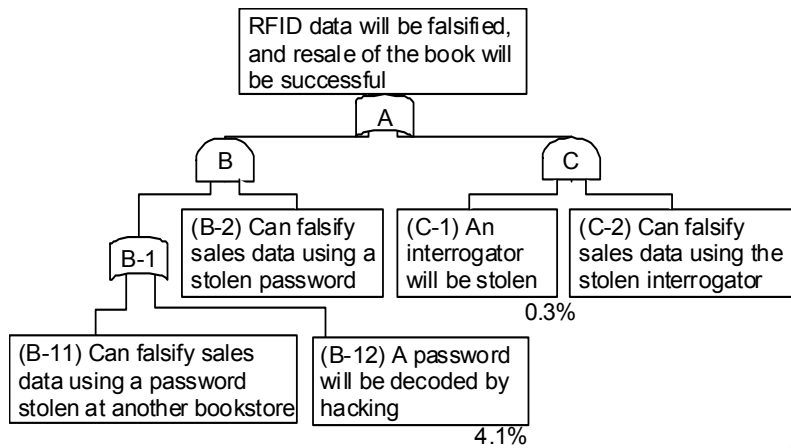 RFID data will be falsified,
and resale of the book will
be successful
A
B
C
(B-2) Can falsify
sales data using a
stolen password
(C-1) An
interrogator
will be stolen
(C-2) Can falsify
sales data using the
stolen interrogator
B-1
0.3%
(B-11) Can falsify sales
data using a password
stolen at another bookstore
(B-12) A password
will be decoded by
hacking
4.1%